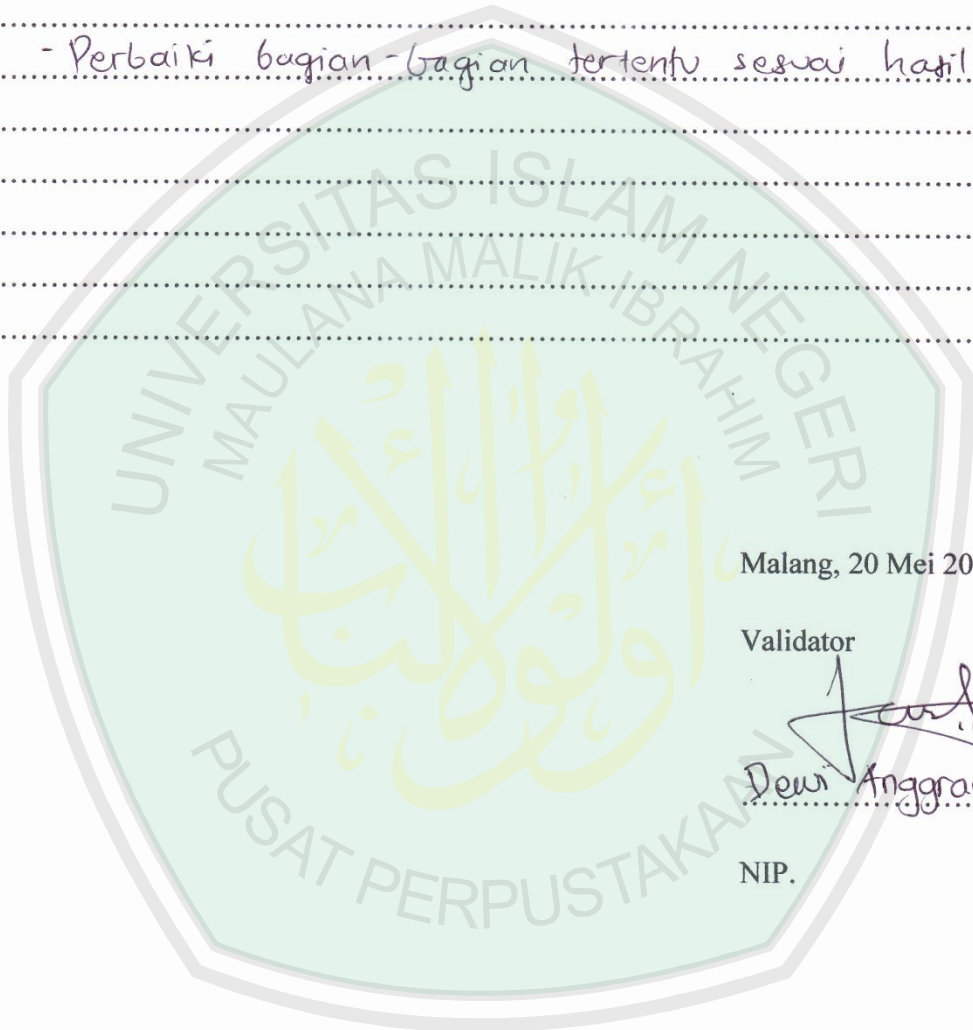 - Perbaiki bagian-bagian tertentu sesuai hasil
UNIVERSITAS ISLAM NEGERI
MAULANA MALIK IBRAHIM
Malang, 20 Mei 20
Validator
Dewi
NIP.
PUSAT PERPUSTAKAAN